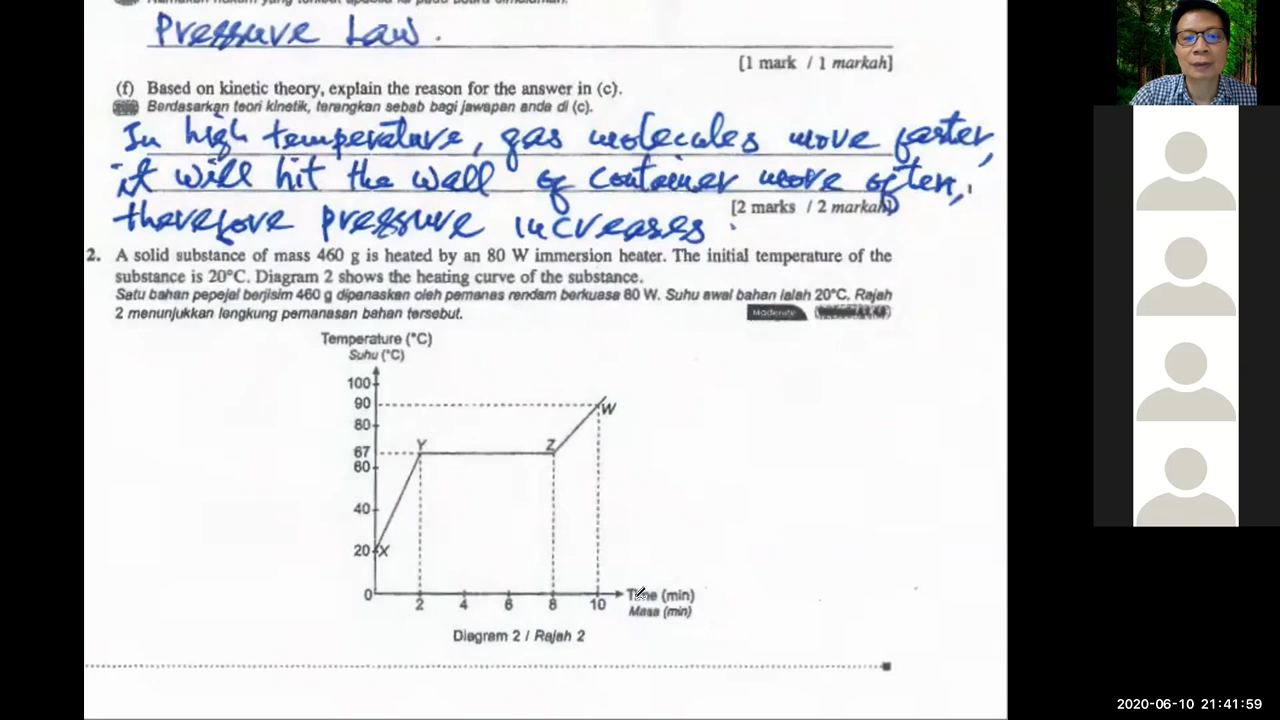 Pressure Law.
[1 mark / 1 markah]
(f) Based on kinetic theory, explain the reason for the answer in (c).
Berdasarkan teori kinetik, terangkan sebab bagi jawapan anda di (c).
In high temperature, gas molecules move faster,
it will hit the wall of container more often,
[2 marks / 2 markah]
therefore pressure increases.
2. A solid substance of mass 460 g is heated by an 80 W immersion heater. The initial temperature of the
substance is 20°C. Diagram 2 shows the heating curve of the substance.
Satu bahan pepejal berjisim 460 g dipanaskan oleh pemanas rendam berkuasa 80 W. Suhu awal bahan ialah 20°C. Rajah
2 menunjukkan lengkung pemanasan bahan tersebut.
Moderate
Temperature (°C)
Suhu (°C)
100
90
W
80
Y
Z
67
60
40
20
X
0
2
4
6
8
10
Time (min)
Masa (min)
Diagram 2 / Rajah 2
2020-06-10 21:41:59